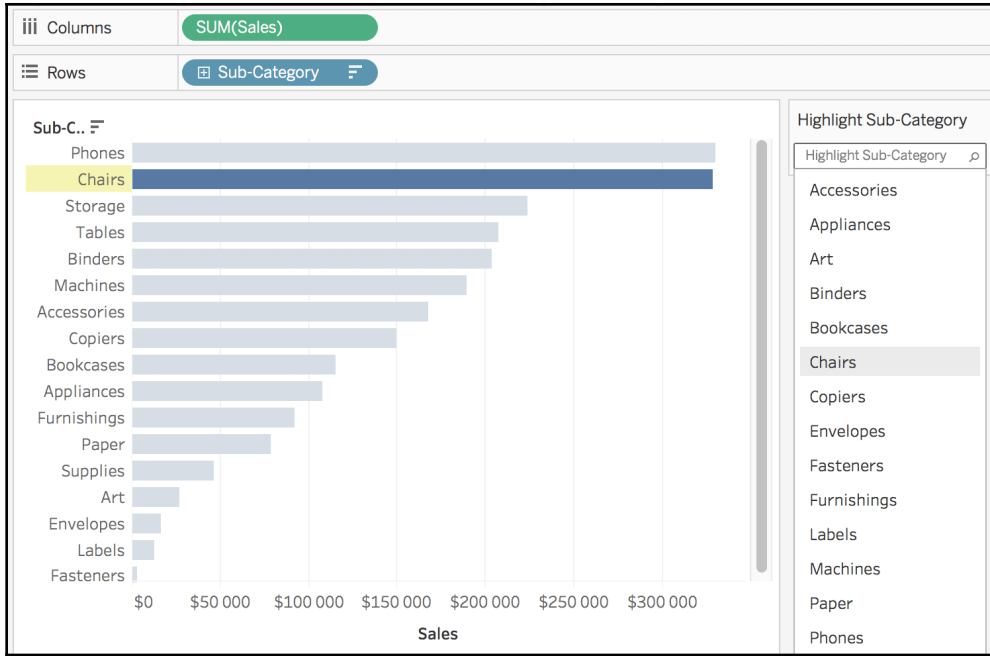 Columns
SUM(Sales)
Rows
Sub-Category
Sub-C..
Phones
Chairs
Storage
Tables
Binders
Machines
Accessories
Copiers
Bookcases
Appliances
Furnishings
Paper
Supplies
Art
Envelopes
Labels
Fasteners
$0 $50 000 $100 000 $150 000 $200 000 $250 000 $300 000
Sales
Highlight Sub-Category
Highlight Sub-Category
Accessories
Appliances
Art
Binders
Bookcases
Chairs
Copiers
Envelopes
Fasteners
Furnishings
Labels
Machines
Paper
Phones